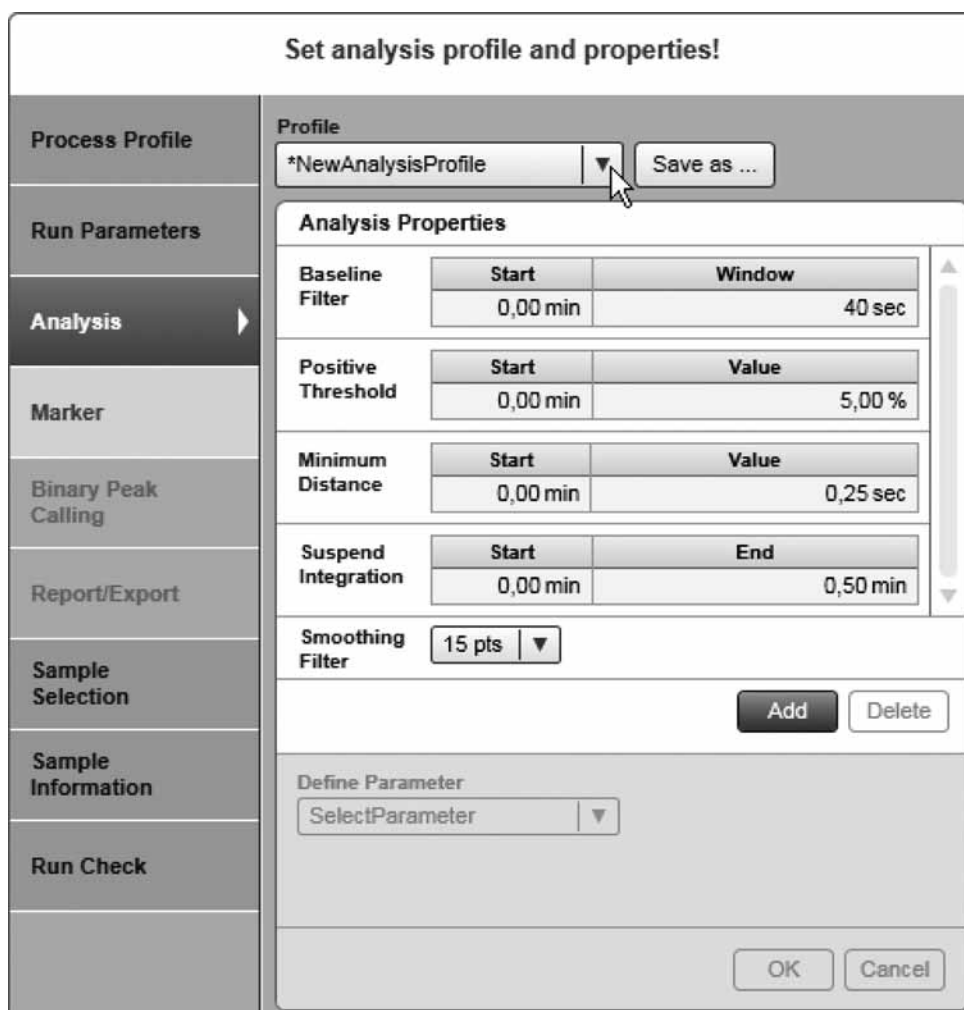 Set analysis profile and properties!
Process Profile
Run Parameters
Analysis
Marker
Binary Peak
Calling
Report/Export
Sample
Selection
Sample
Information
Run Check
Profile
*NewAnalysisProfile
Save as ...
Analysis Properties
Baseline
Filter
Start Window
0,00 min 40 sec
Positive
Threshold
Start Value
0,00 min 5,00 %
Minimum
Distance
Start Value
0,00 min 0,25 sec
Suspend
Integration
Start End
0,00 min 0,50 min
Smoothing
Filter
15 pts
Add Delete
Define Parameter
SelectParameter
OK Cancel